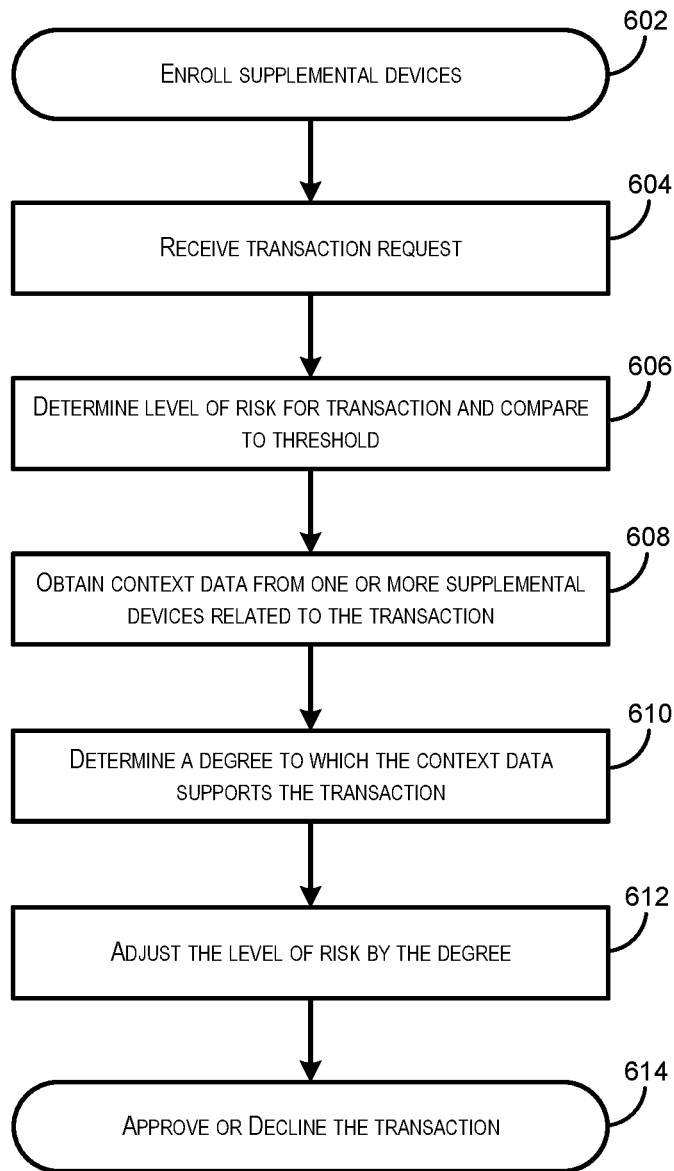 602
ENROLL SUPPLEMENTAL DEVICES
604
RECEIVE TRANSACTION REQUEST
606
DETERMINE LEVEL OF RISK FOR TRANSACTION AND COMPARE
TO THRESHOLD
608
OBTAIN CONTEXT DATA FROM ONE OR MORE SUPPLEMENTAL
DEVICES RELATED TO THE TRANSACTION
610
DETERMINE A DEGREE TO WHICH THE CONTEXT DATA
SUPPORTS THE TRANSACTION
612
ADJUST THE LEVEL OF RISK BY THE DEGREE
614
APPROVE OR DECLINE THE TRANSACTION